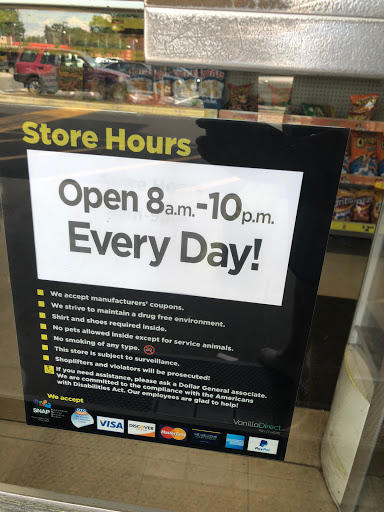 Store Hours
Open 8a.m.-10p.m.
Every Day!
We accept manufacturers' coupons.
We strive to maintain a drug free environment.
Shirt and shoes required inside.
No pets allowed inside except for service animals.
No smoking of any type.
This store is subject to surveillance.
Shoplifters and violators will be prosecuted!
If you need assistance, please ask a Dollar General associate.
We are committed to the compliance with the Americans
with Disabilities Act. Our employees are glad to help!
We accept
VanillaDirect
SNAP
VISA
DISCOVER
MasterCard
PayPal